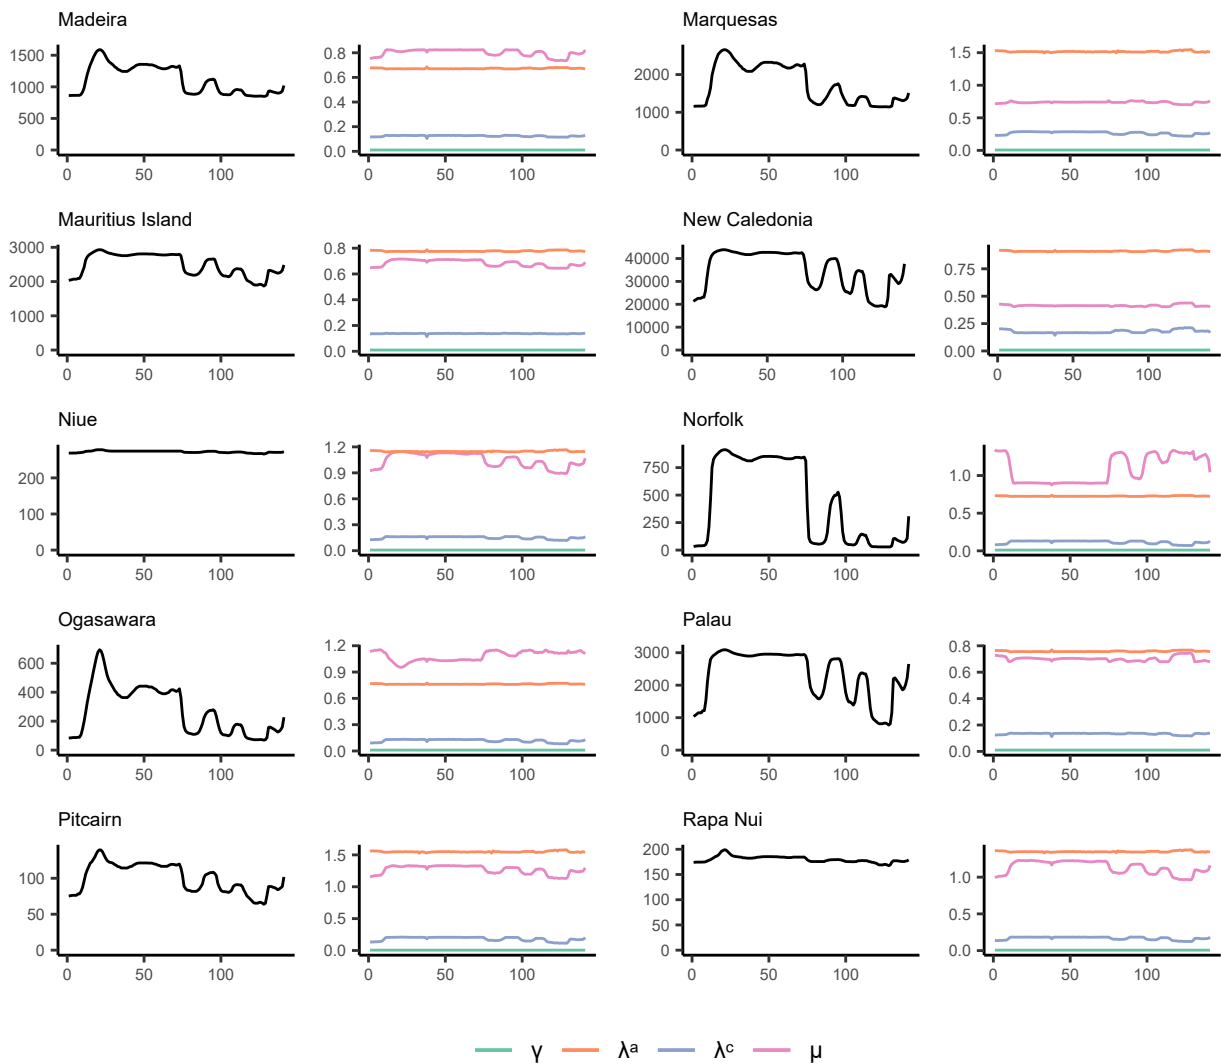 Madeira
Marquesas
1500
1000
500
0
0 50 100
0.8
0.6
0.4
0.2
0.0
0 50 100
2000
1000
0
0 50 100
1.5
1.0
0.5
0.0
0 50 100
Mauritius Island
New Caledonia
3000
2000
1000
0
0 50 100
0.8
0.6
0.4
0.2
0.0
0 50 100
40000
30000
20000
10000
0
0 50 100
0.75
0.50
0.25
0.00
0 50 100
Niue
Norfolk
200
100
0
0 50 100
1.2
0.9
0.6
0.3
0.0
0 50 100
750
500
250
0
0 50 100
1.0
0.5
0.0
0 50 100
Ogasawara
Palau
600
400
200
0
0 50 100
1.2
0.9
0.6
0.3
0.0
0 50 100
3000
2000
1000
0
0 50 100
0.8
0.6
0.4
0.2
0.0
0 50 100
Pitcairn
Rapa Nui
100
50
0
0 50 100
1.5
1.0
0.5
0.0
0 50 100
200
150
100
50
0
0 50 100
1.0
0.5
0.0
0 50 100
γ λᵃ λᶜ μ